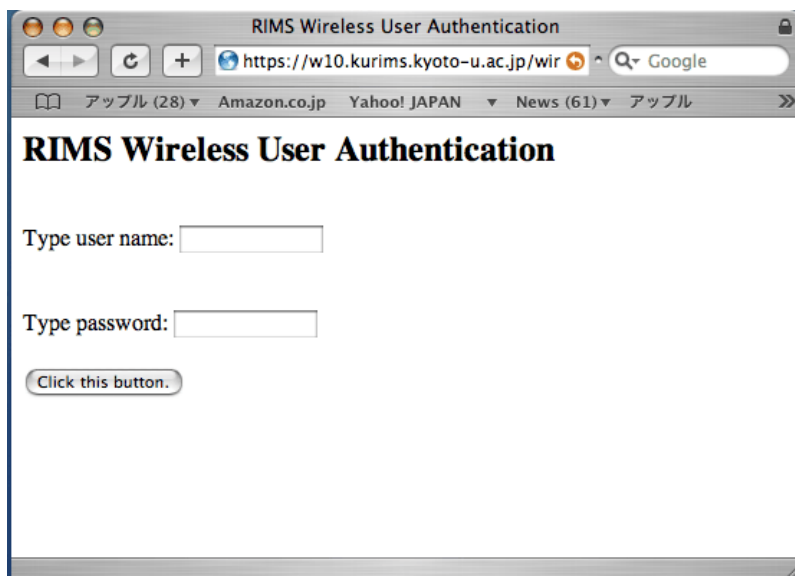 RIMS Wireless User Authentication
https://w10.kurims.kyoto-u.ac.jp/wir Google
アップル (28) Amazon.co.jp Yahoo! JAPAN News (61) アップル
RIMS Wireless User Authentication
Type user name:
Type password:
Click this button.